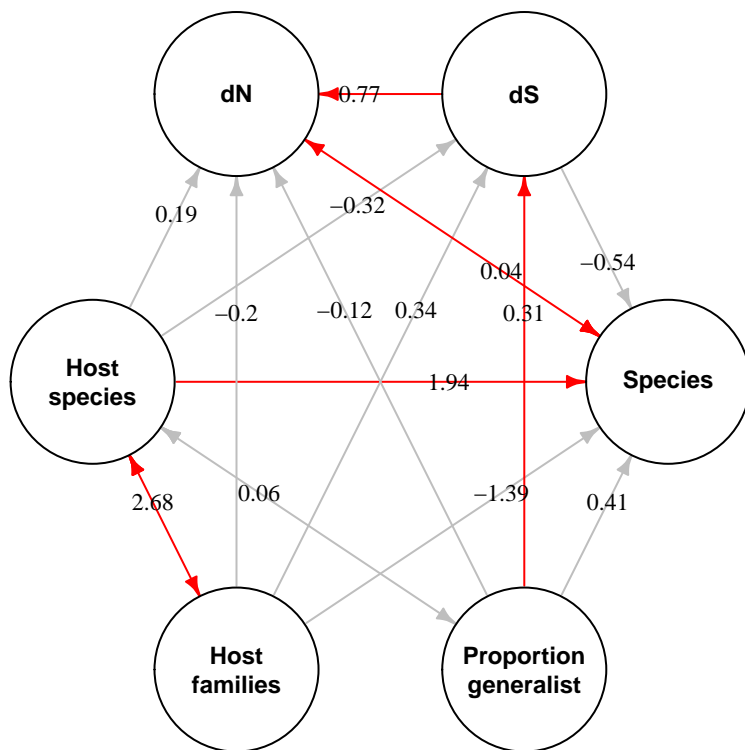 dN
dS
0.77
0.19
−0.32
0.04
−0.54
−0.2
−0.12
0.34
0.31
Host
species
1.94
Species
2.68
0.06
−1.39
0.41
Host
families
Proportion
generalist